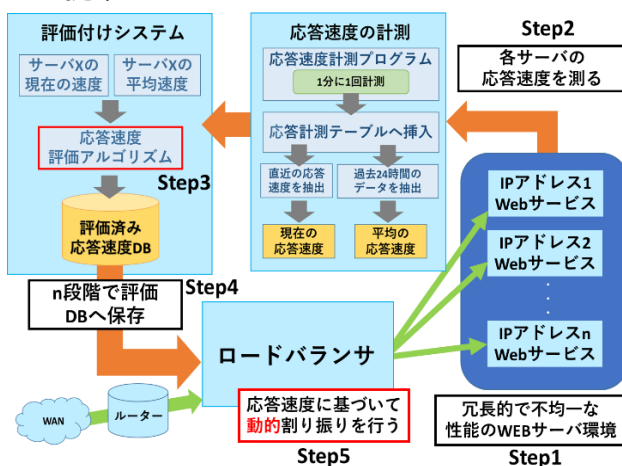 評価付けシステム
サーバXの
現在の速度
サーバXの
平均速度
応答速度
評価アルゴリズム
Step3
評価済み
応答速度DB
n段階で評価
DBへ保存
Step4
応答速度の計測
応答速度計測プログラム
1分に1回計測
応答計測テーブルへ挿入
直近の応答
速度を抽出
過去24時間の
データを抽出
現在の
応答速度
平均の
応答速度
Step2
各サーバの
応答速度を測る
IPアドレス1
Webサービス
IPアドレス2
Webサービス
・
・
・
IPアドレスn
Webサービス
ロードバランサ
WAN
ルーター
応答速度に基づいて
動的割り振りを行う
Step5
冗長的で不均一な
性能のWEBサーバ環境
Step1